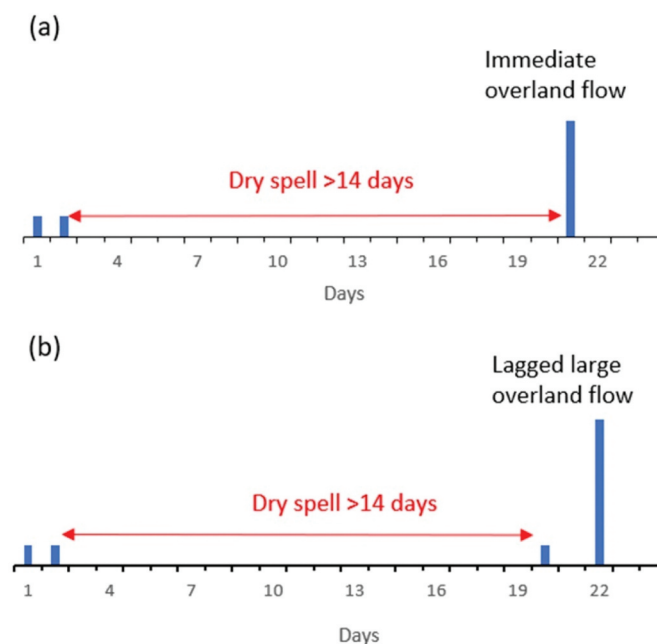 (a)
Immediate
overland flow
Dry spell >14 days
1 4 7 10 13 16 19 22
Days
(b)
Lagged large
overland flow
Dry spell >14 days
1 4 7 10 13 16 19 22
Days